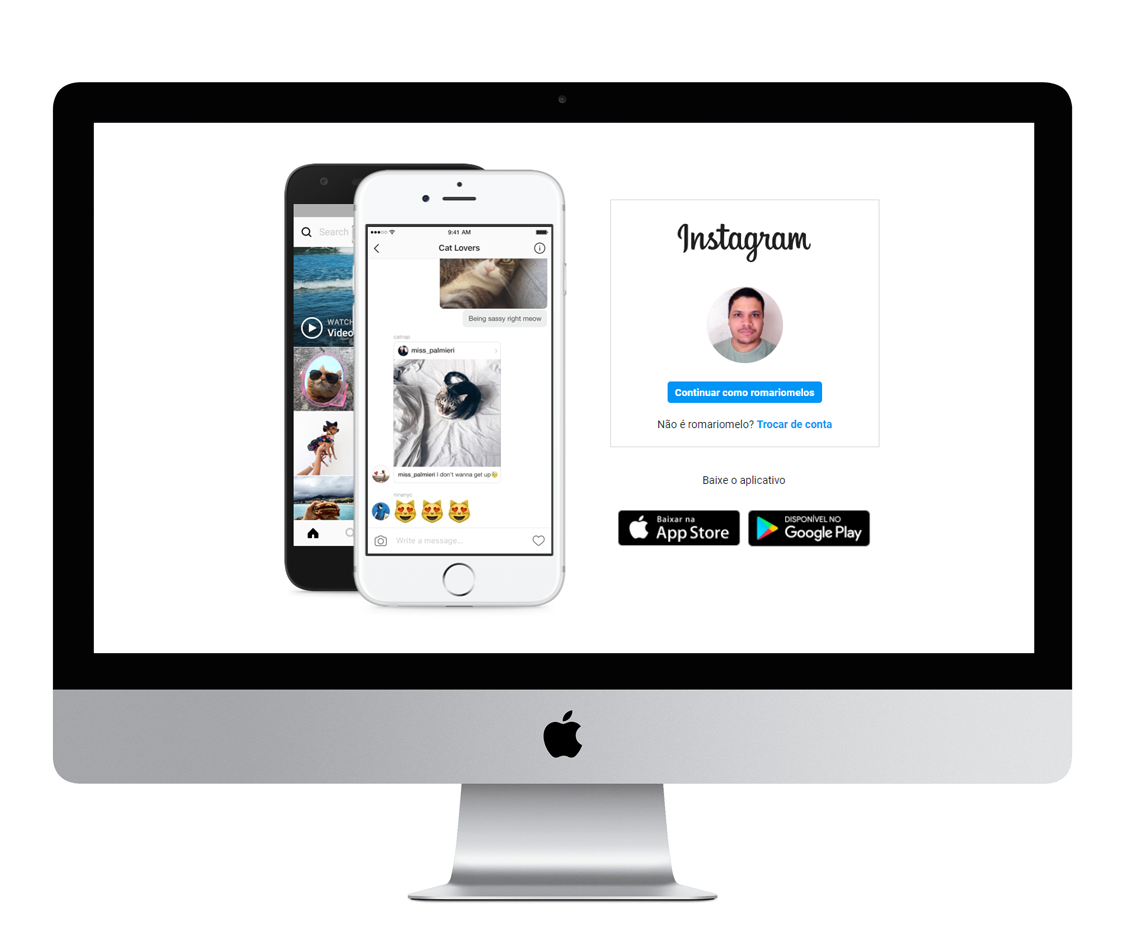 Search
WATCH
Video
9:41 AM
Cat Lovers
Being sassy right meow
catnap
miss_palmieri
miss_palmieri I don't wanna get up
ninanyc
Write a message...
Instagram
Continuar como romariomelos
Não é romariomelo? Trocar de conta
Baixe o aplicativo
Baixar na
App Store
DISPONÍVEL NO
Google Play